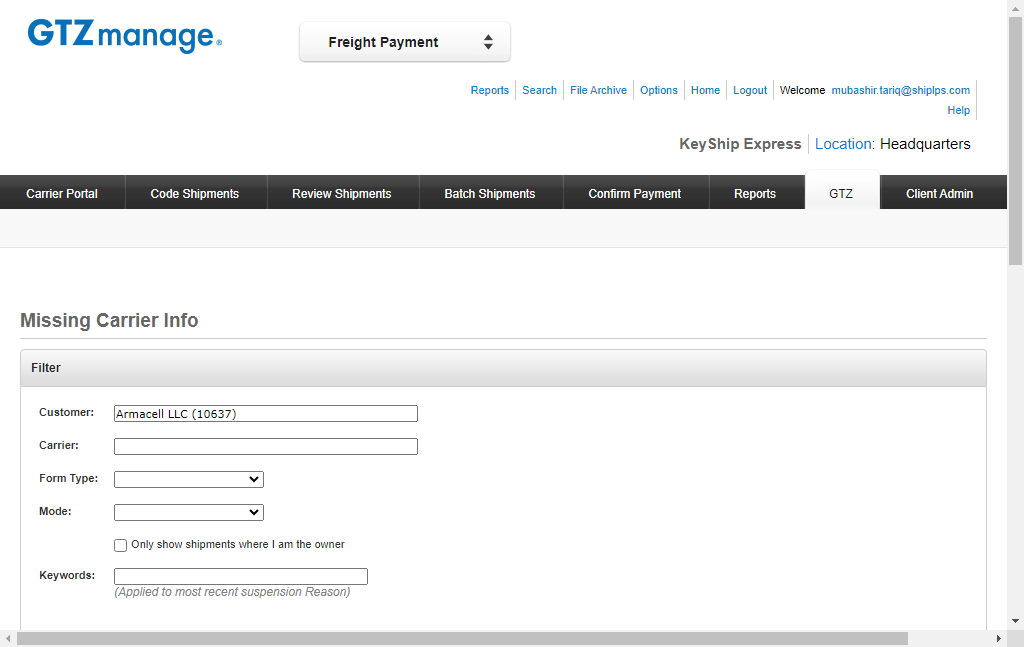 GTZmanage®
Freight Payment
Reports Search File Archive Options Home Logout Welcome mubashir.tariq@shiplps.com
Help
KeyShip Express Location: Headquarters
Carrier Portal Code Shipments Review Shipments Batch Shipments Confirm Payment Reports GTZ Client Admin
Missing Carrier Info
Filter
Customer: Armacell LLC (10637)
Carrier:
Form Type:
Mode:
Only show shipments where I am the owner
Keywords:
(Applied to most recent suspension Reason)